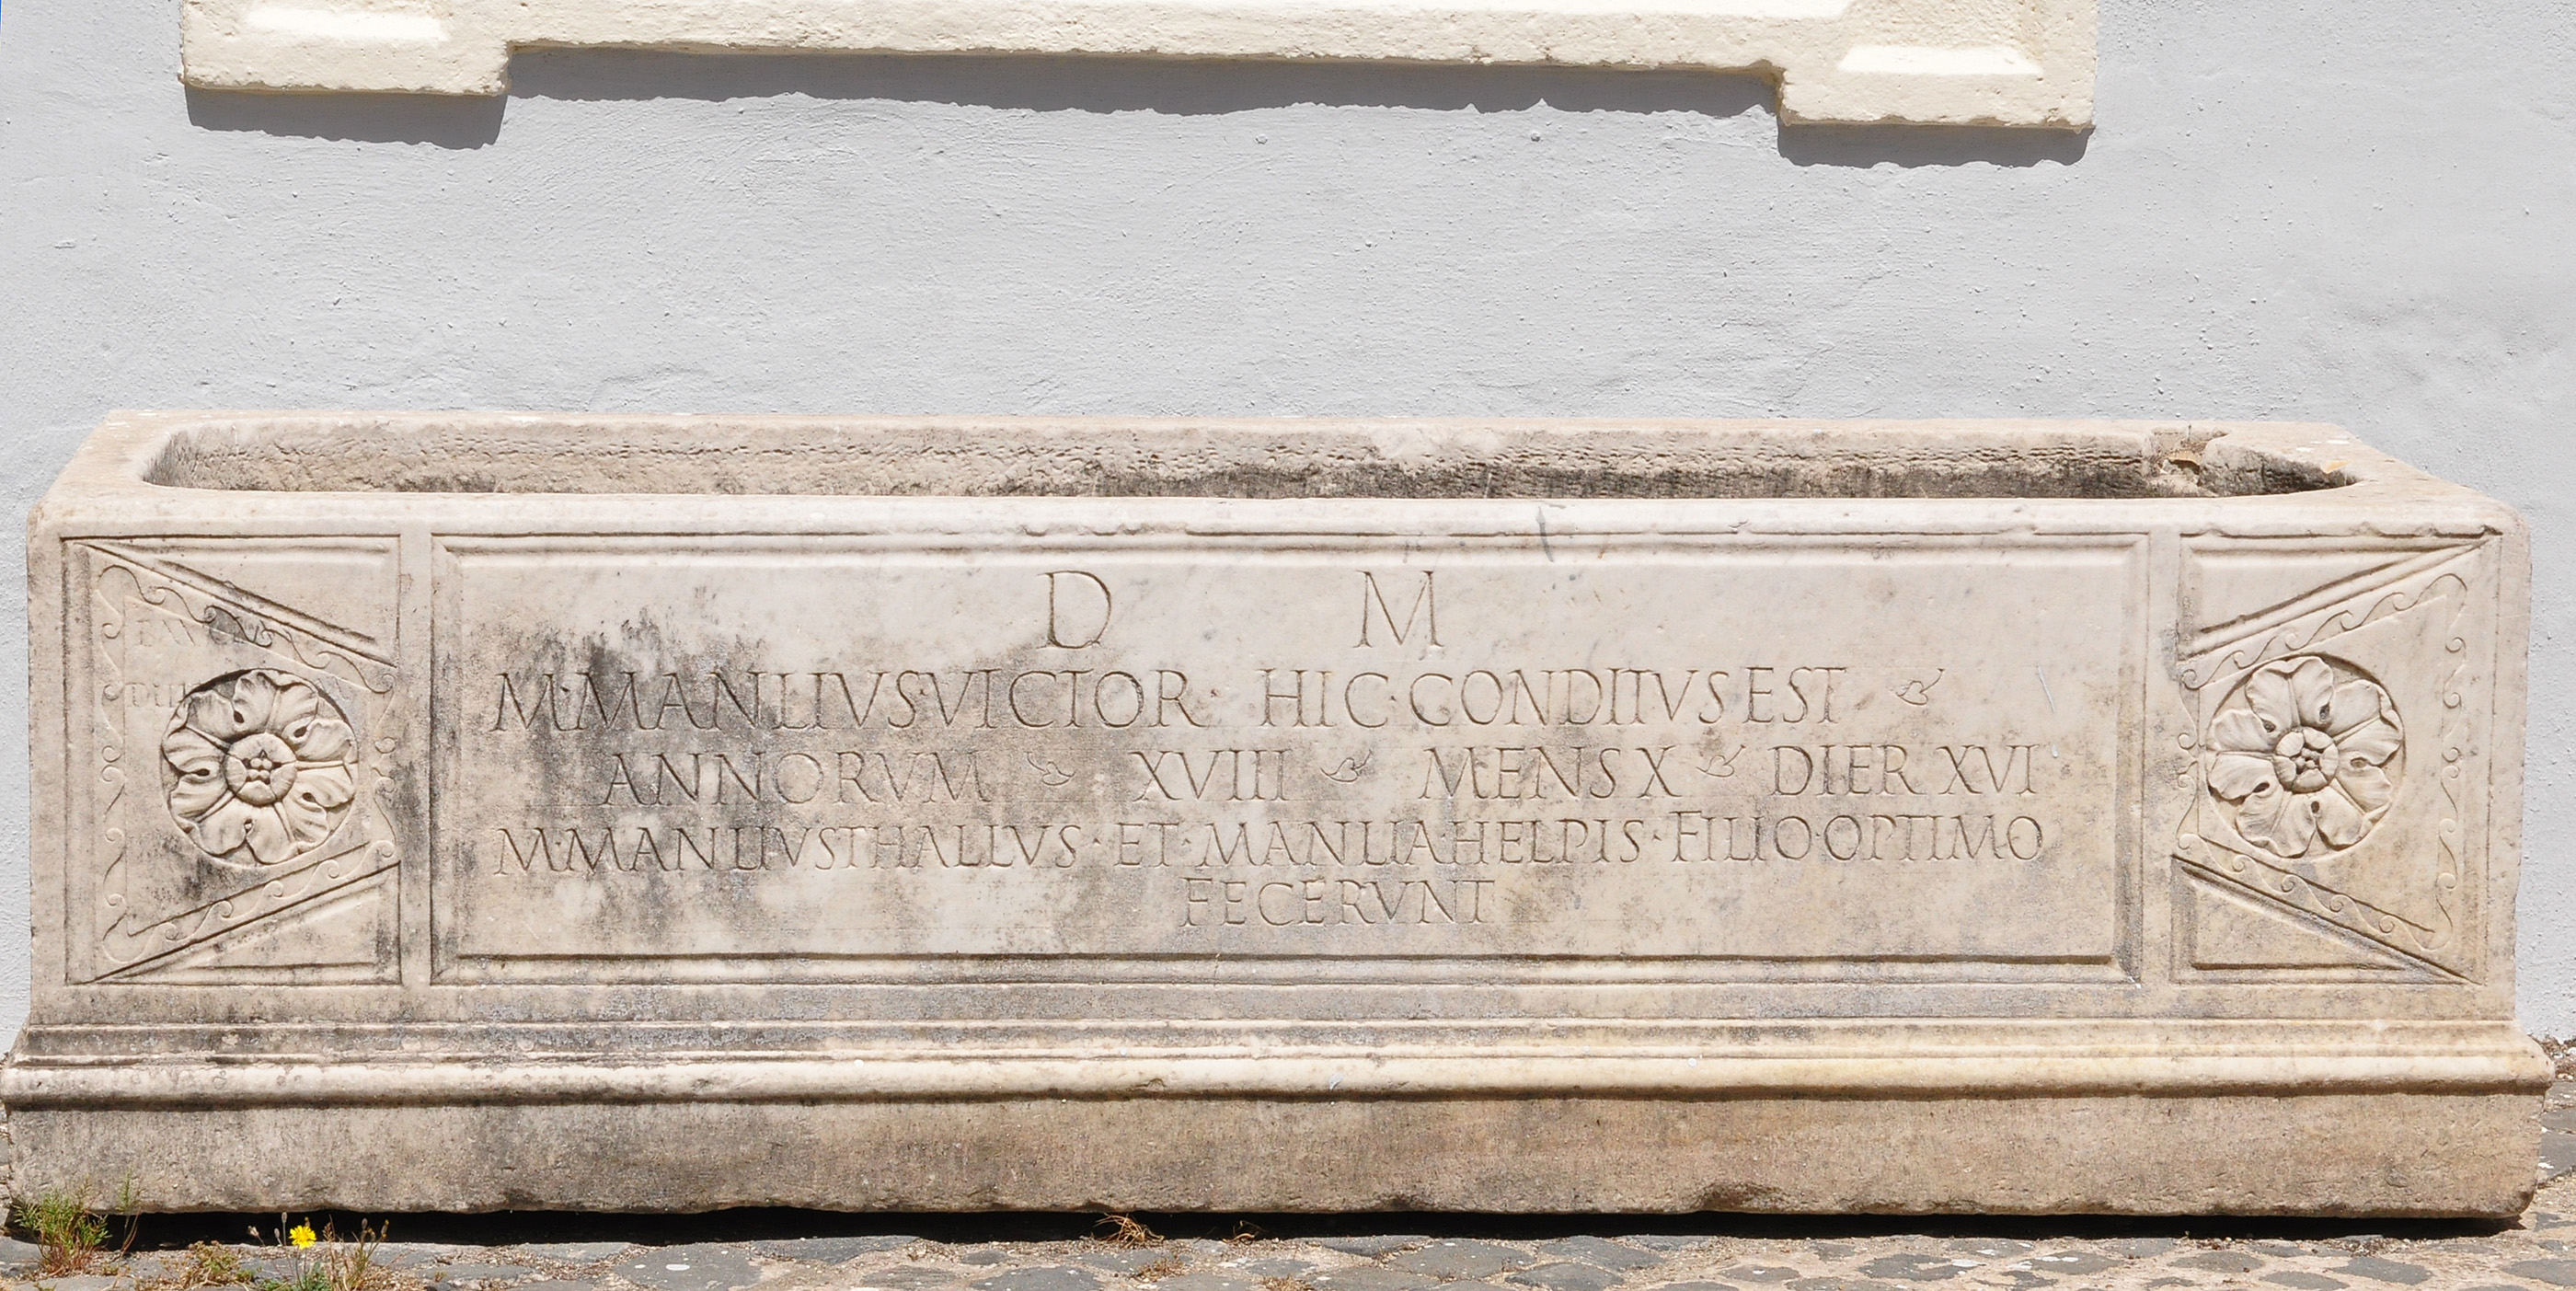 D M
M·MANLIVS·VICTOR· HIC·CONDITVS EST
ANNORVM XVIII MENS X DIER XVI
M·MANLIVS THALLVS · ET · MANLIA HELPIS · FILIO · OPTIMO
FECERVNT